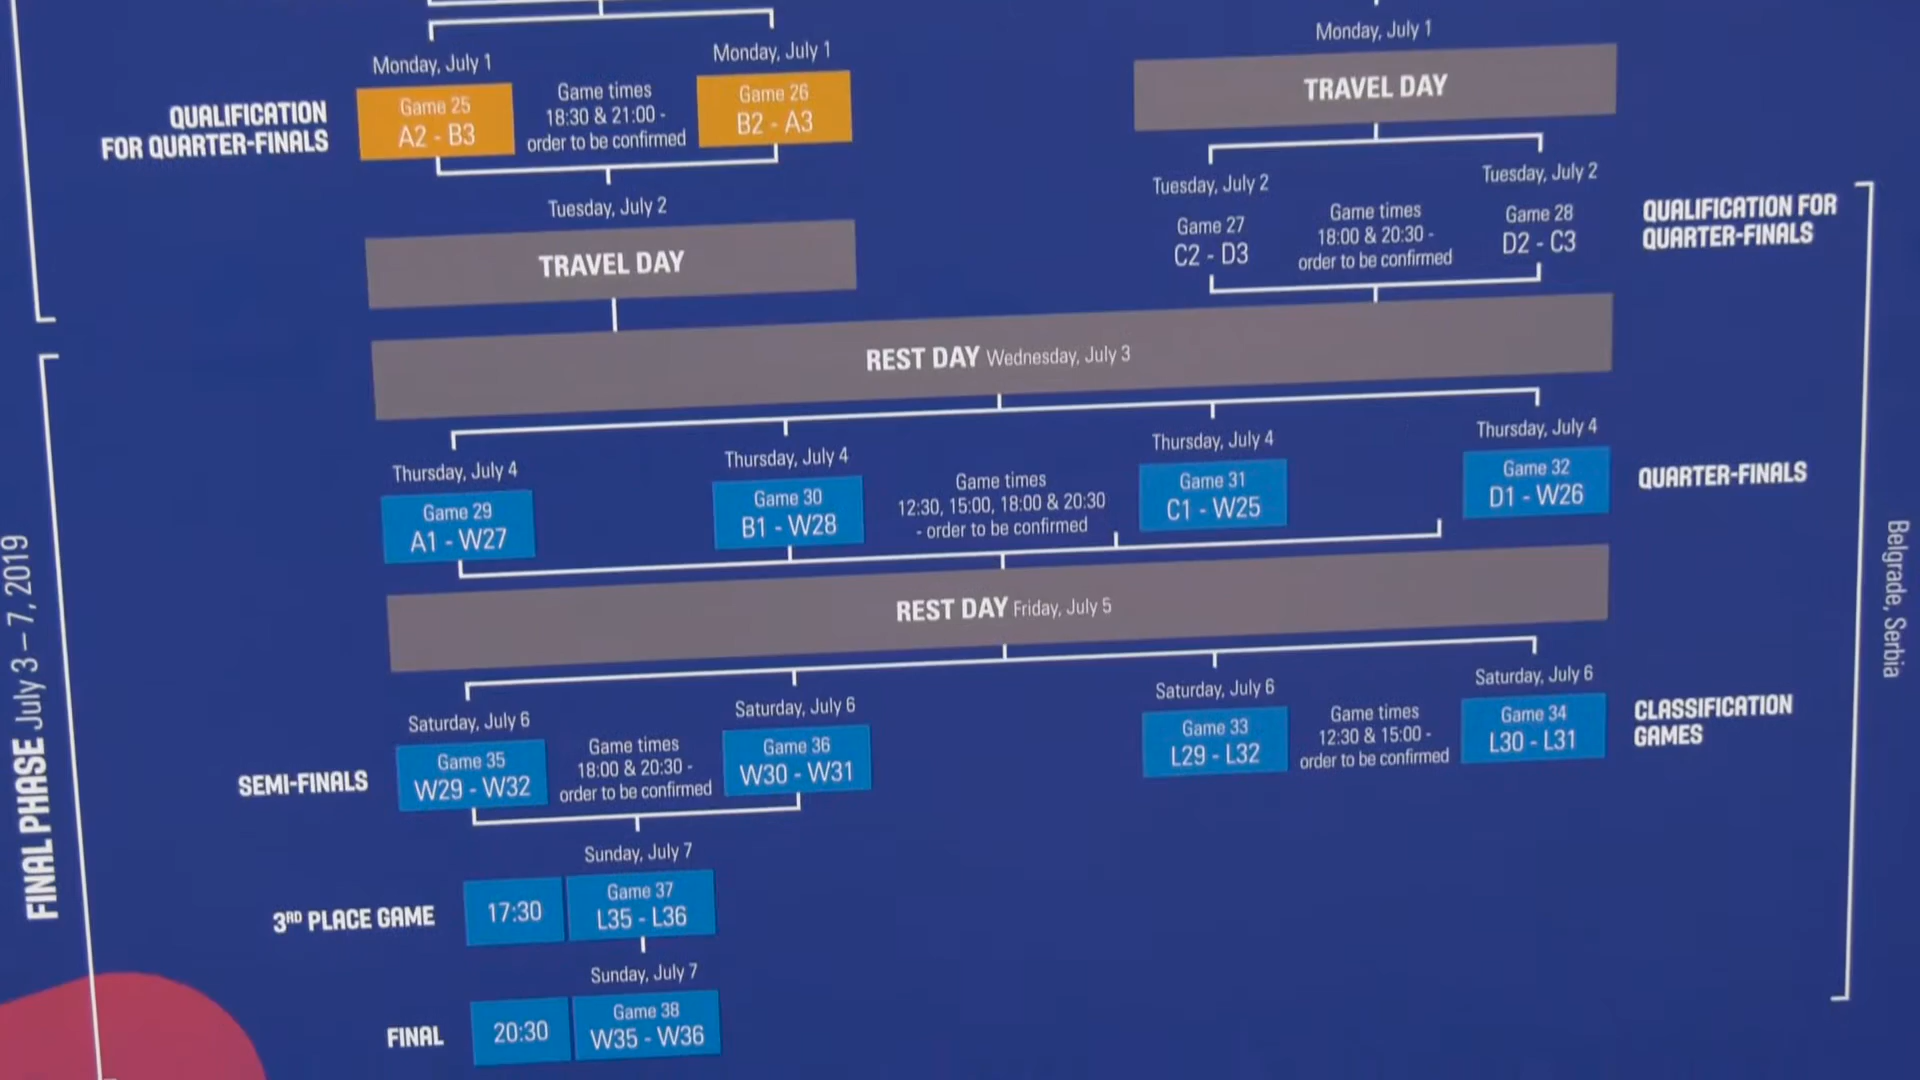 Monday, July 1
Game 25
A2 - B3
Game times
18:30 & 21:00 -
order to be confirmed
Monday, July 1
Game 26
B2 - A3
QUALIFICATION
FOR QUARTER-FINALS
Tuesday, July 2
TRAVEL DAY
Monday, July 1
TRAVEL DAY
Tuesday, July 2
Game 27
C2 - D3
Game times
18:00 & 20:30 -
order to be confirmed
Tuesday, July 2
Game 28
D2 - C3
QUALIFICATION FOR
QUARTER-FINALS
REST DAY Wednesday, July 3
Thursday, July 4
Game 29
A1 - W27
Thursday, July 4
Game 30
B1 - W28
Game times
12:30, 15:00, 18:00 & 20:30
- order to be confirmed
Thursday, July 4
Game 31
C1 - W25
Thursday, July 4
Game 32
D1 - W26
QUARTER-FINALS
REST DAY Friday, July 5
SEMI-FINALS
Saturday, July 6
Game 35
W29 - W32
Game times
18:00 & 20:30 -
order to be confirmed
Saturday, July 6
Game 36
W30 - W31
Saturday, July 6
Game 33
L29 - L32
Game times
12:30 & 15:00 -
order to be confirmed
Saturday, July 6
Game 34
L30 - L31
CLASSIFICATION
GAMES
Sunday, July 7
3RD PLACE GAME
17:30
Game 37
L35 - L36
Sunday, July 7
FINAL
20:30
Game 38
W35 - W36
FINAL PHASE July 3 – 7, 2019
Belgrade, Serbia